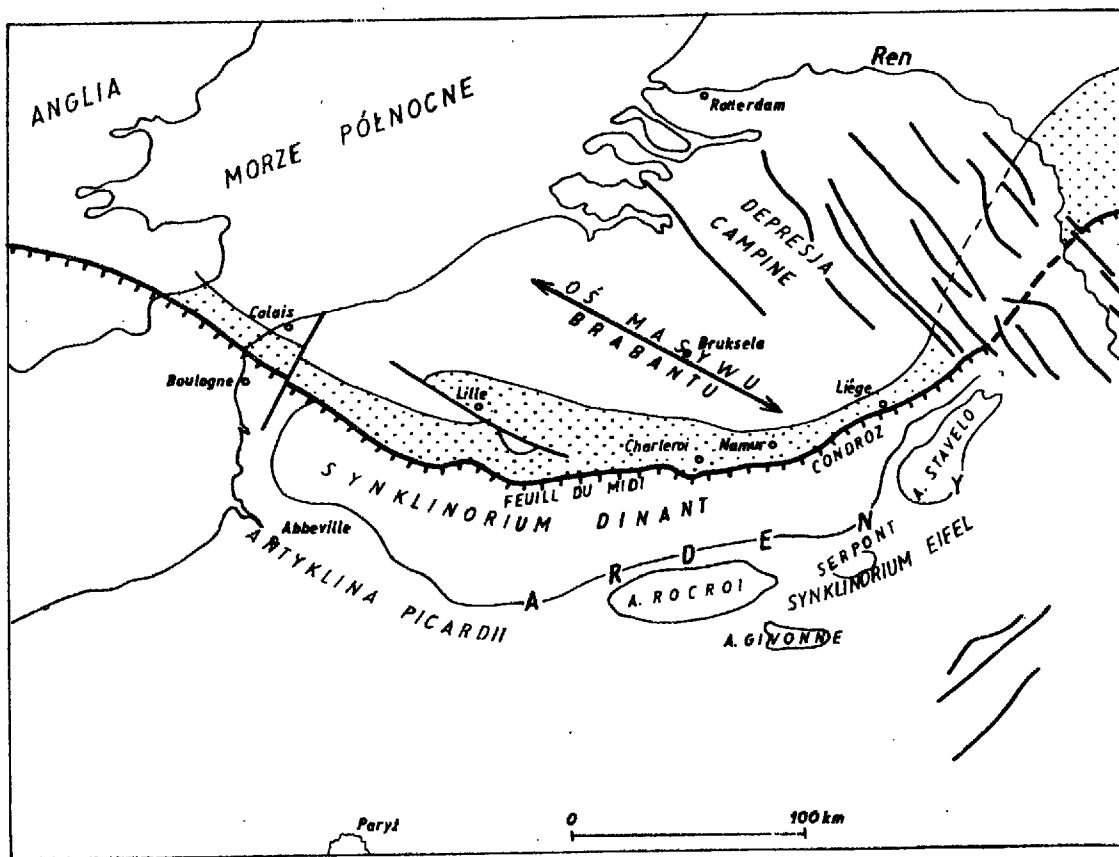 Ren
ANGLIA
MORZE PÓŁNOCNE
Rotterdam
DEPRESJA
CAMPINE
OŚ MASYWU
BRABANTU
Bruksela
Calais
Boulogne
Lille
Liége
Charleroi
Namur
CONDROZ
A. STAVELO
SYNKLINORIUM DINANT
FEUILL DU MIDI
Abbeville
ANTYKLINA PICARDII
ARDENY
A. ROCROI
SERPONT
SYNKLINORIUM EIFEL
A. GIVONNE
Paryż
0 100 km